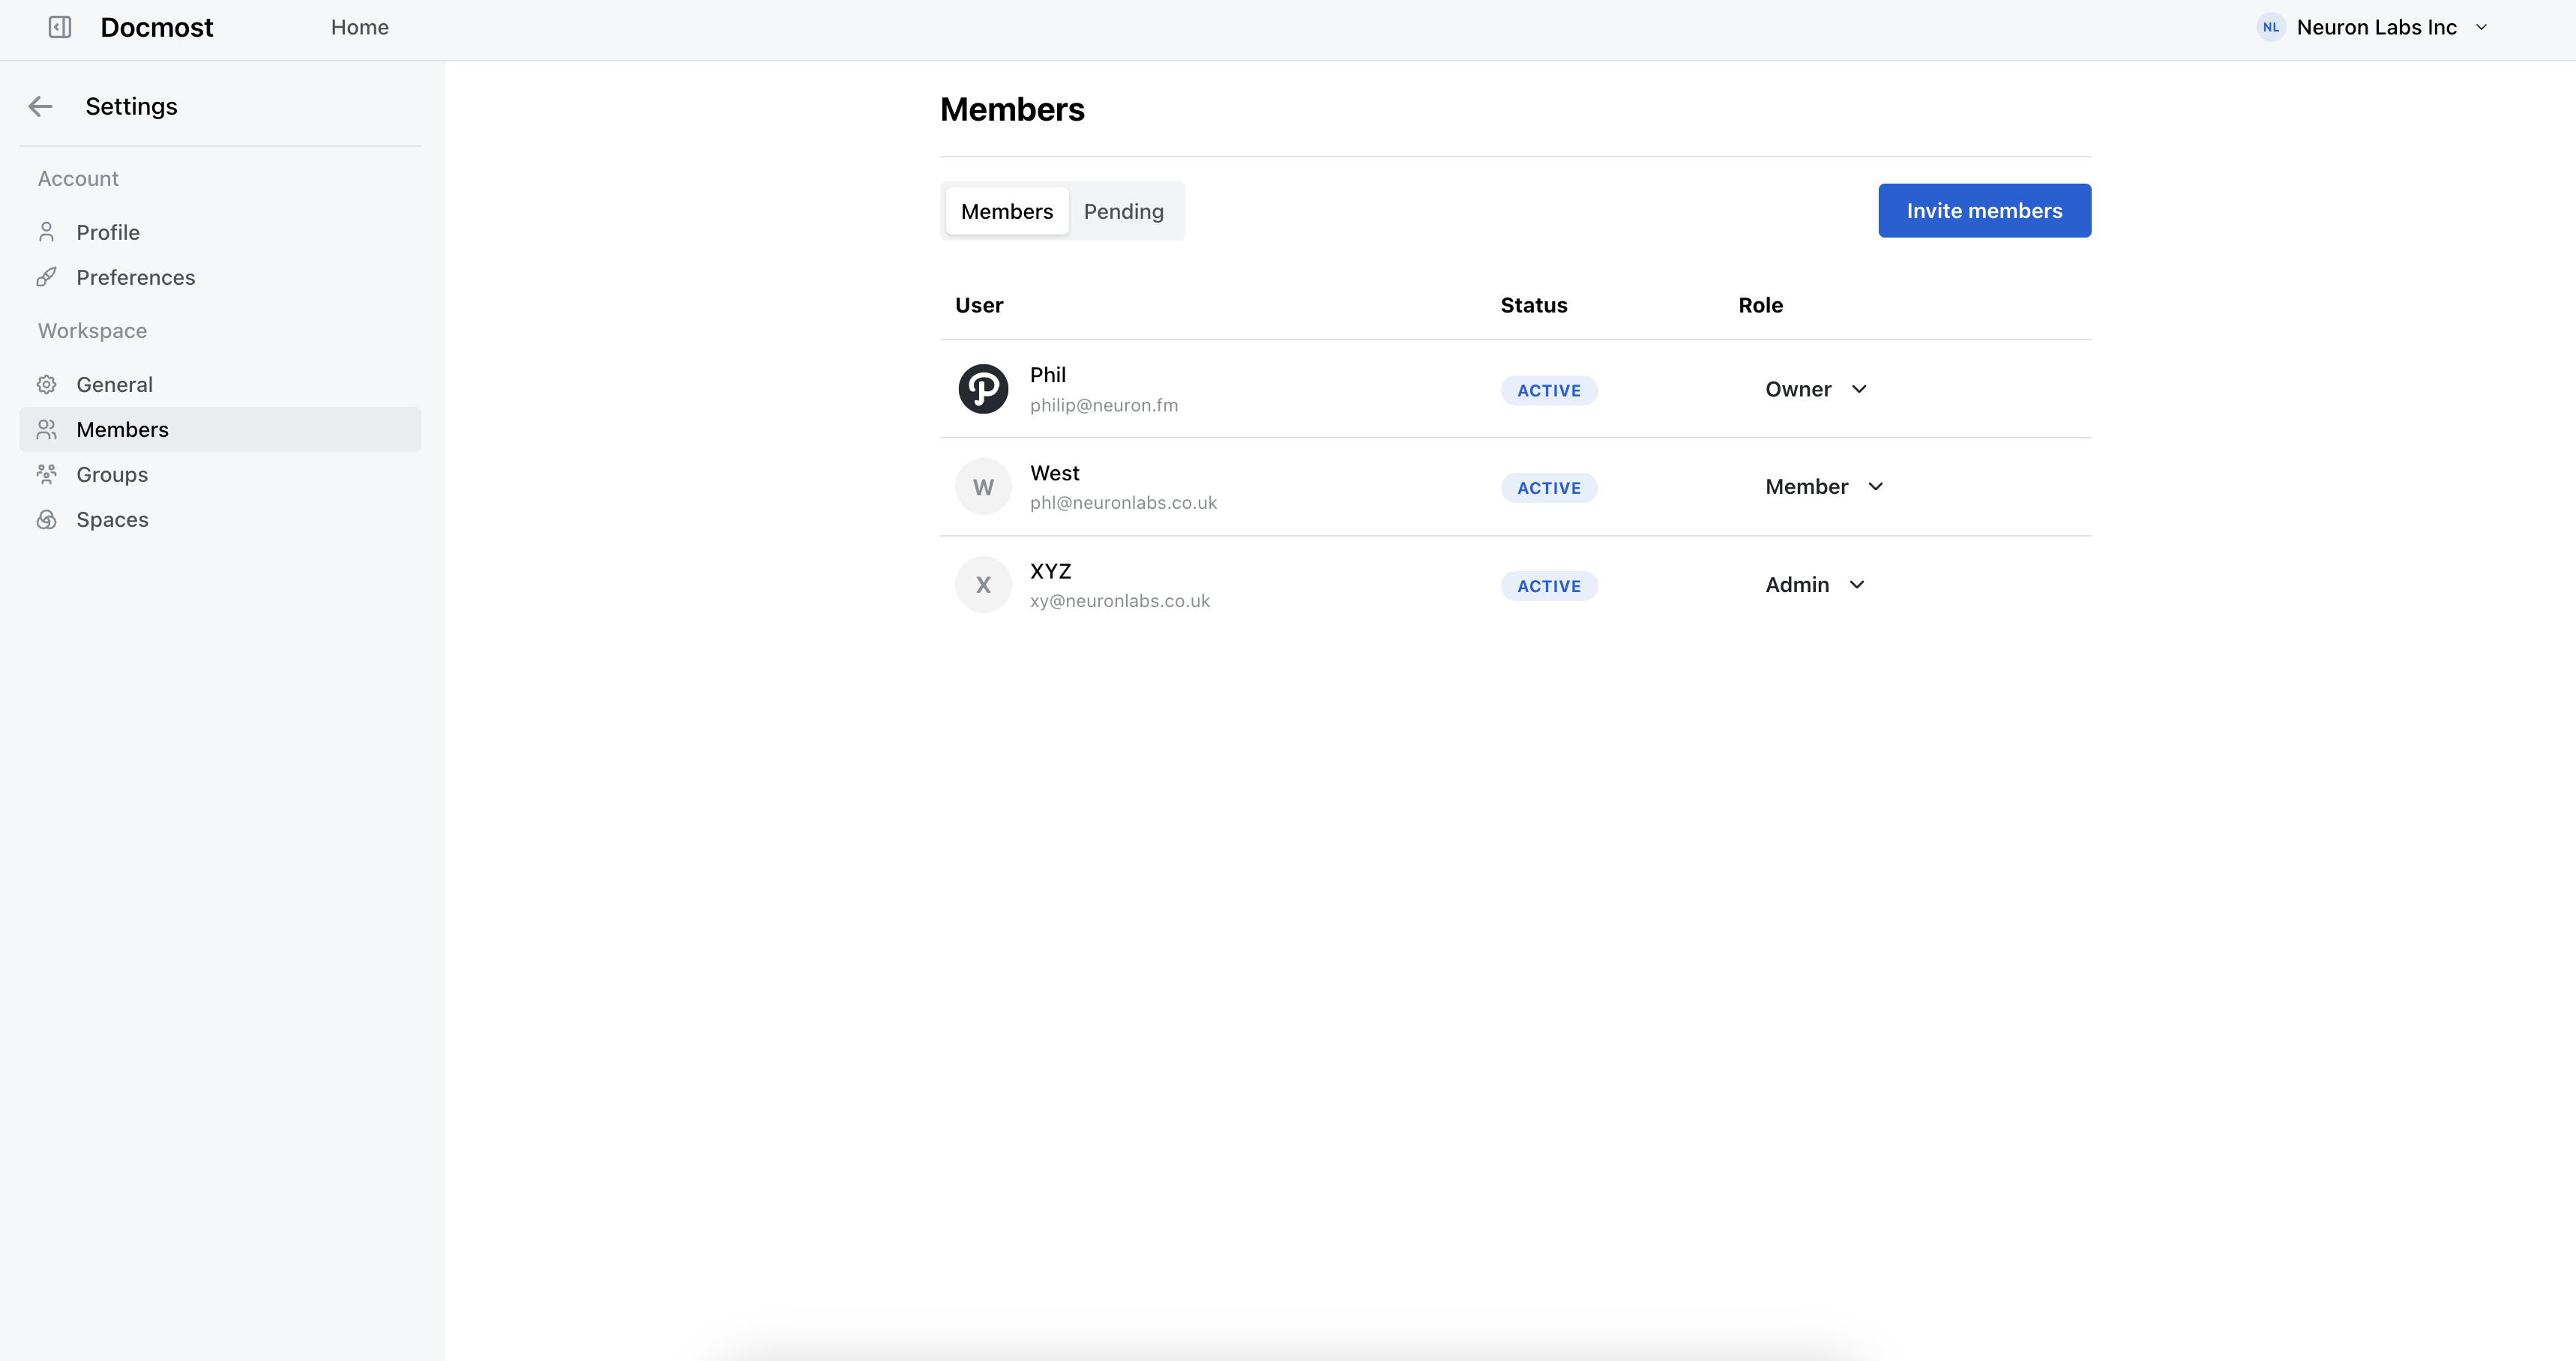 Docmost
Home
NL Neuron Labs Inc
Settings
Account
Profile
Preferences
Workspace
General
Members
Groups
Spaces
Members
Members Pending
Invite members
User Status Role
Phil
philip@neuron.fm
ACTIVE
Owner
W
West
phl@neuronlabs.co.uk
ACTIVE
Member
X
XYZ
xy@neuronlabs.co.uk
ACTIVE
Admin